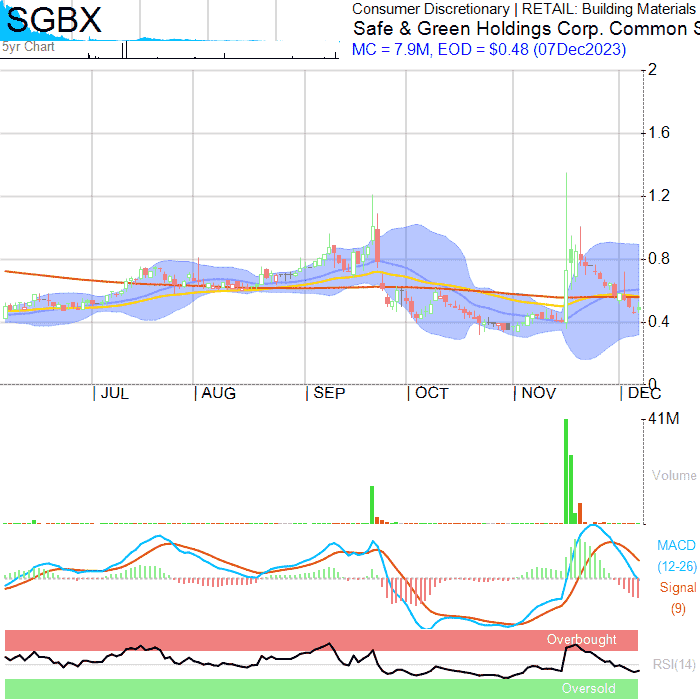 SGBX
5yr Chart
Consumer Discretionary | RETAIL: Building Materials
Safe & Green Holdings Corp. Common S
MC = 7.9M, EOD = $0.48 (07Dec2023)
2
1.6
1.2
0.8
0.4
0
JUL AUG SEP OCT NOV DEC
41M
Volume
MACD
(12-26)
Signal
(9)
Overbought
RSI(14)
Oversold